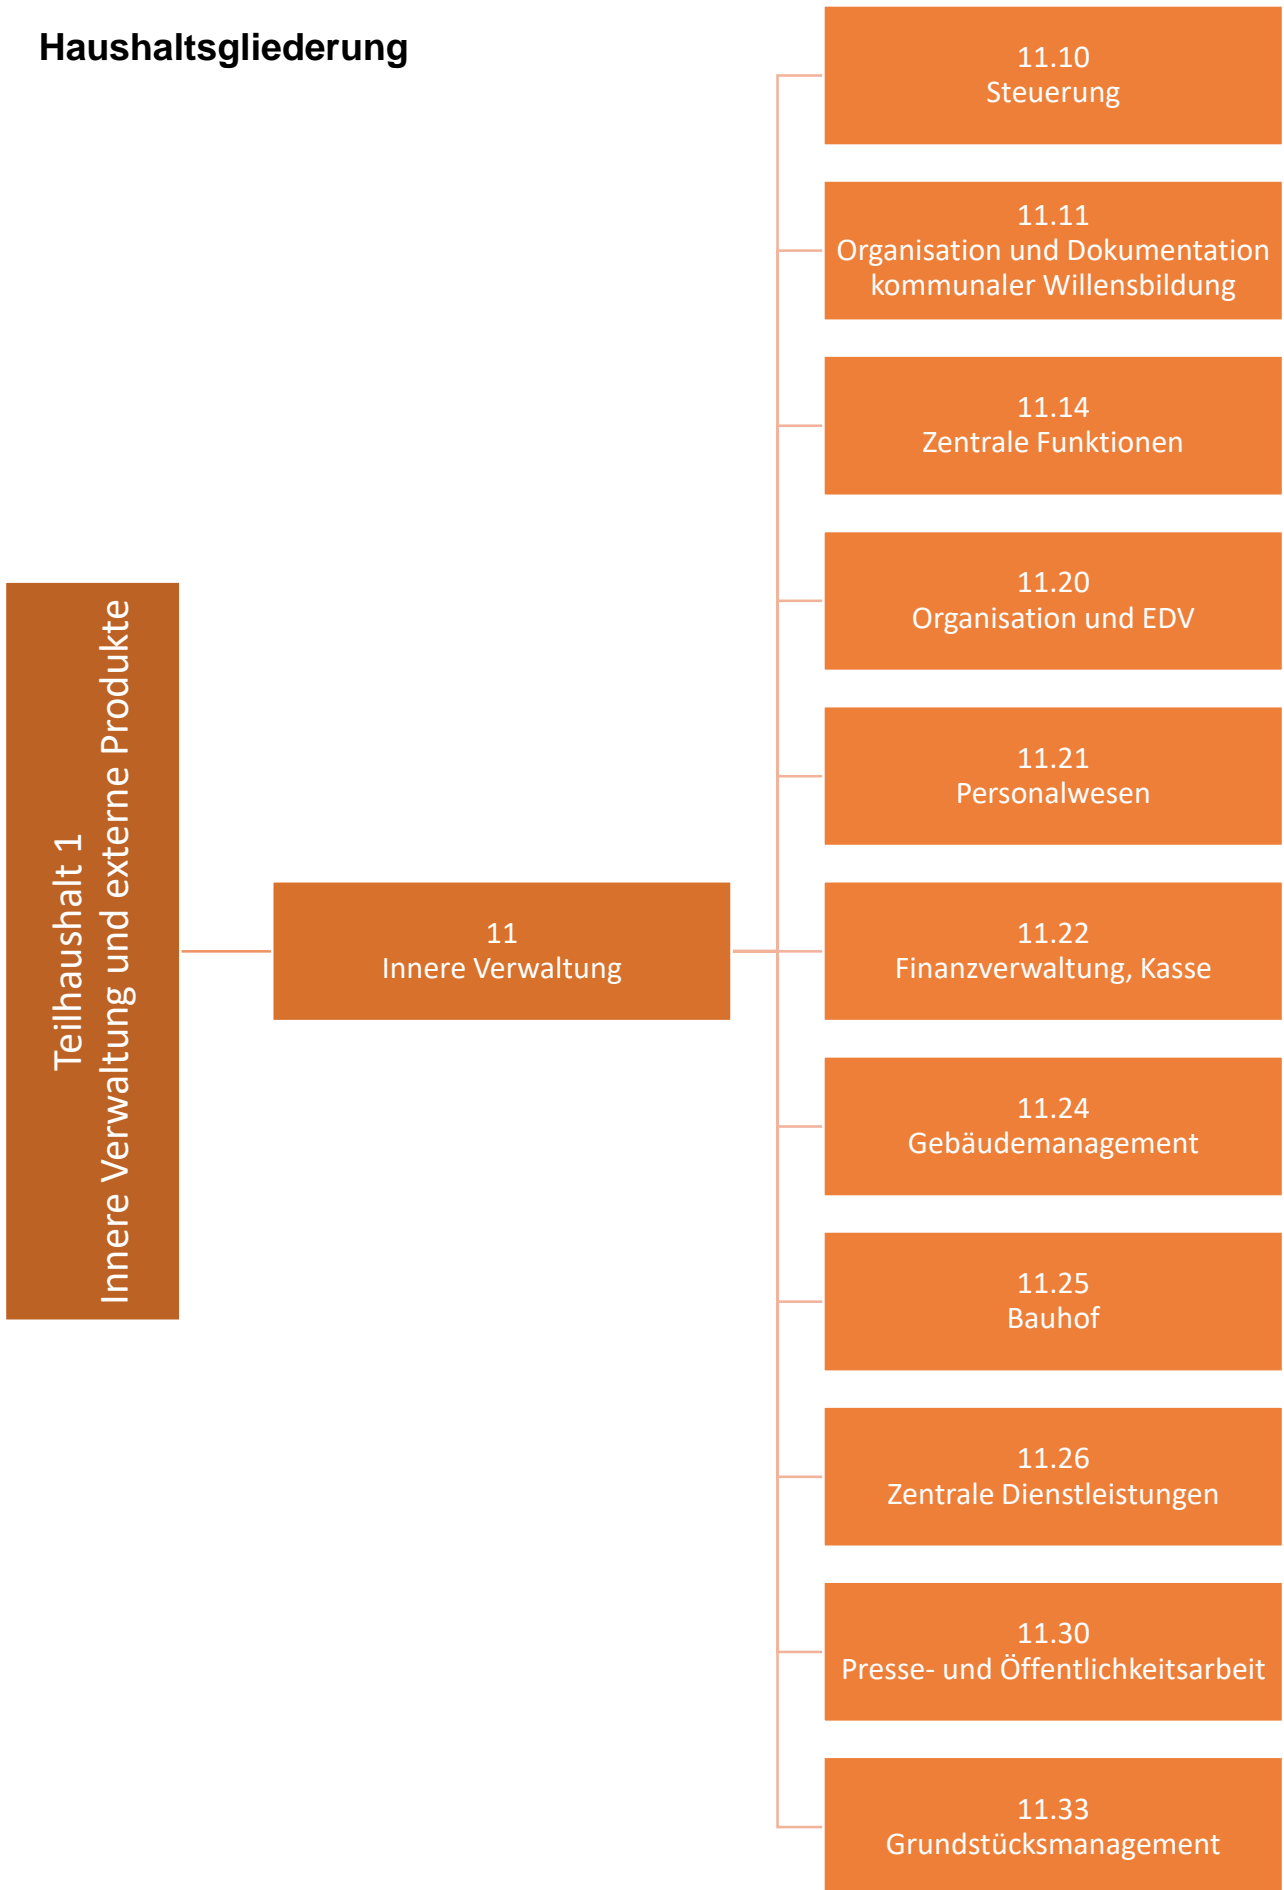 Haushaltsgliederung
Teilhaushalt 1
Innere Verwaltung und externe Produkte
11
Innere Verwaltung
11.10
Steuerung
11.11
Organisation und Dokumentation
kommunaler Willensbildung
11.14
Zentrale Funktionen
11.20
Organisation und EDV
11.21
Personalwesen
11.22
Finanzverwaltung, Kasse
11.24
Gebäudemanagement
11.25
Bauhof
11.26
Zentrale Dienstleistungen
11.30
Presse- und Öffentlichkeitsarbeit
11.33
Grundstücksmanagement